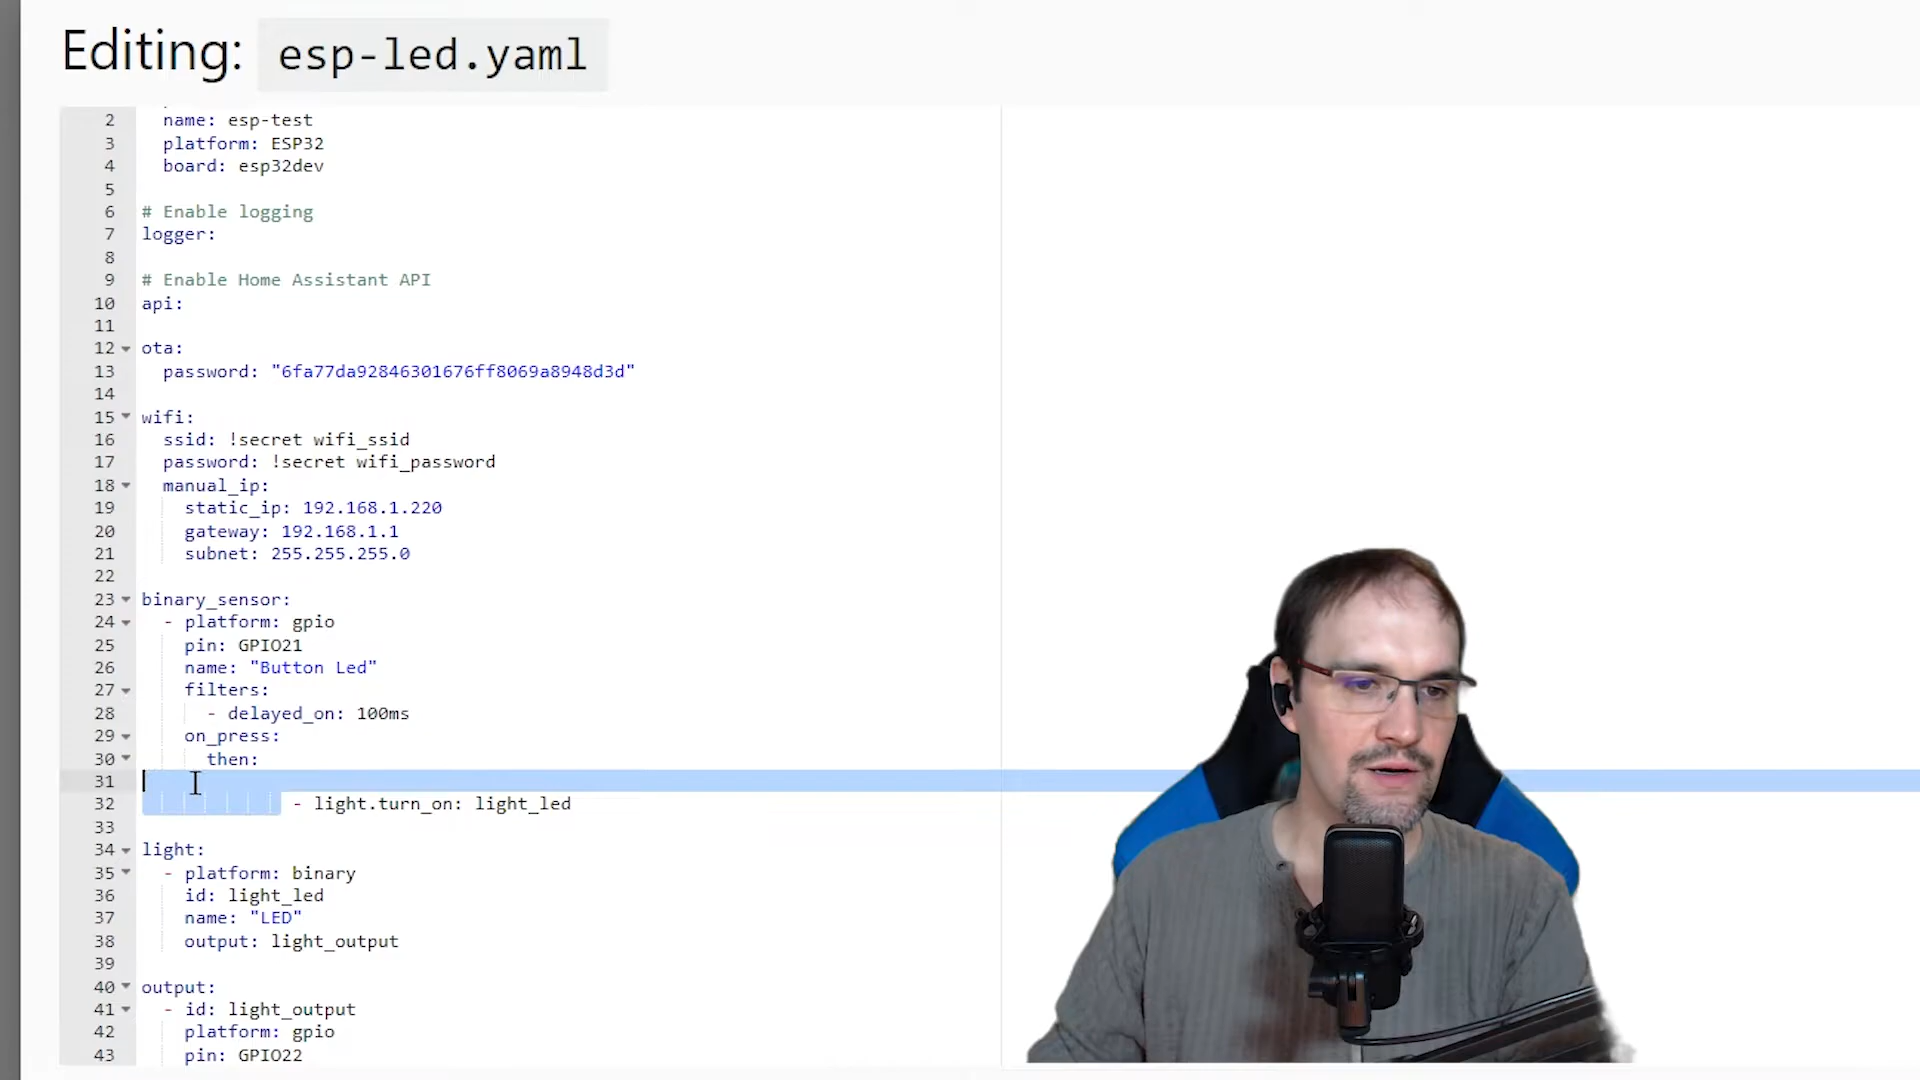 Editing: esp-led.yaml
2 name: esp-test
3 platform: ESP32
4 board: esp32dev
5
6 # Enable logging
7 logger:
8
9 # Enable Home Assistant API
10 api:
11
12 ota:
13 password: "6fa77da92846301676ff8069a8948d3d"
14
15 wifi:
16 ssid: !secret wifi_ssid
17 password: !secret wifi_password
18 manual_ip:
19 static_ip: 192.168.1.220
20 gateway: 192.168.1.1
21 subnet: 255.255.255.0
22
23 binary_sensor:
24 - platform: gpio
25 pin: GPIO21
26 name: "Button Led"
27 filters:
28 - delayed_on: 100ms
29 on_press:
30 then:
31
32 - light.turn_on: light_led
33
34 light:
35 - platform: binary
36 id: light_led
37 name: "LED"
38 output: light_output
39
40 output:
41 - id: light_output
42 platform: gpio
43 pin: GPIO22